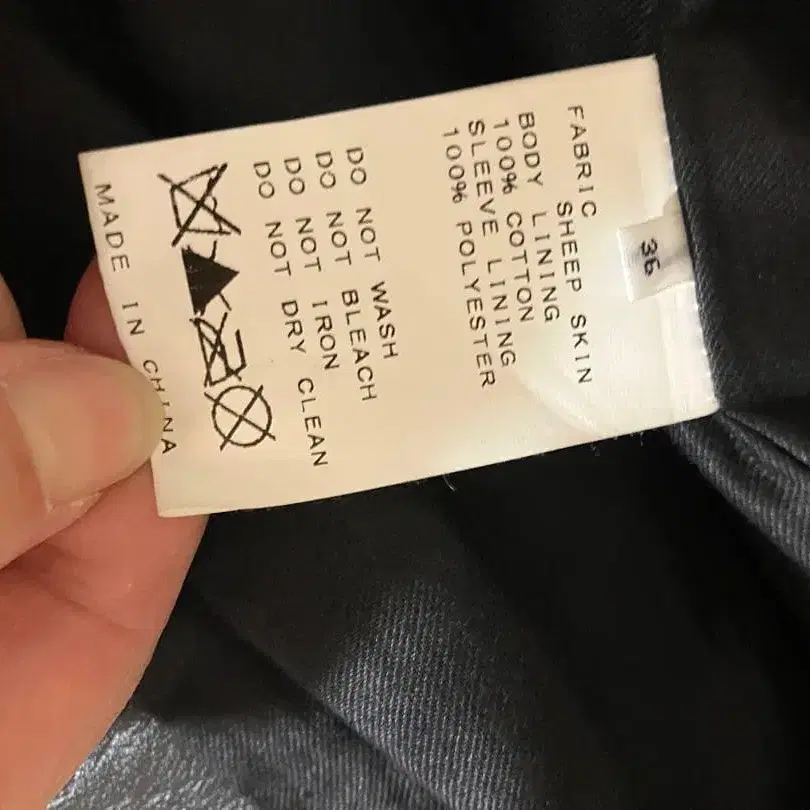 36
FABRIC
SHEEP SKIN
BODY LINING
100% COTTON
SLEEVE LINING
100% POLYESTER
DO NOT WASH
DO NOT BLEACH
DO NOT IRON
DO NOT DRY CLEAN
MADE IN CHINA